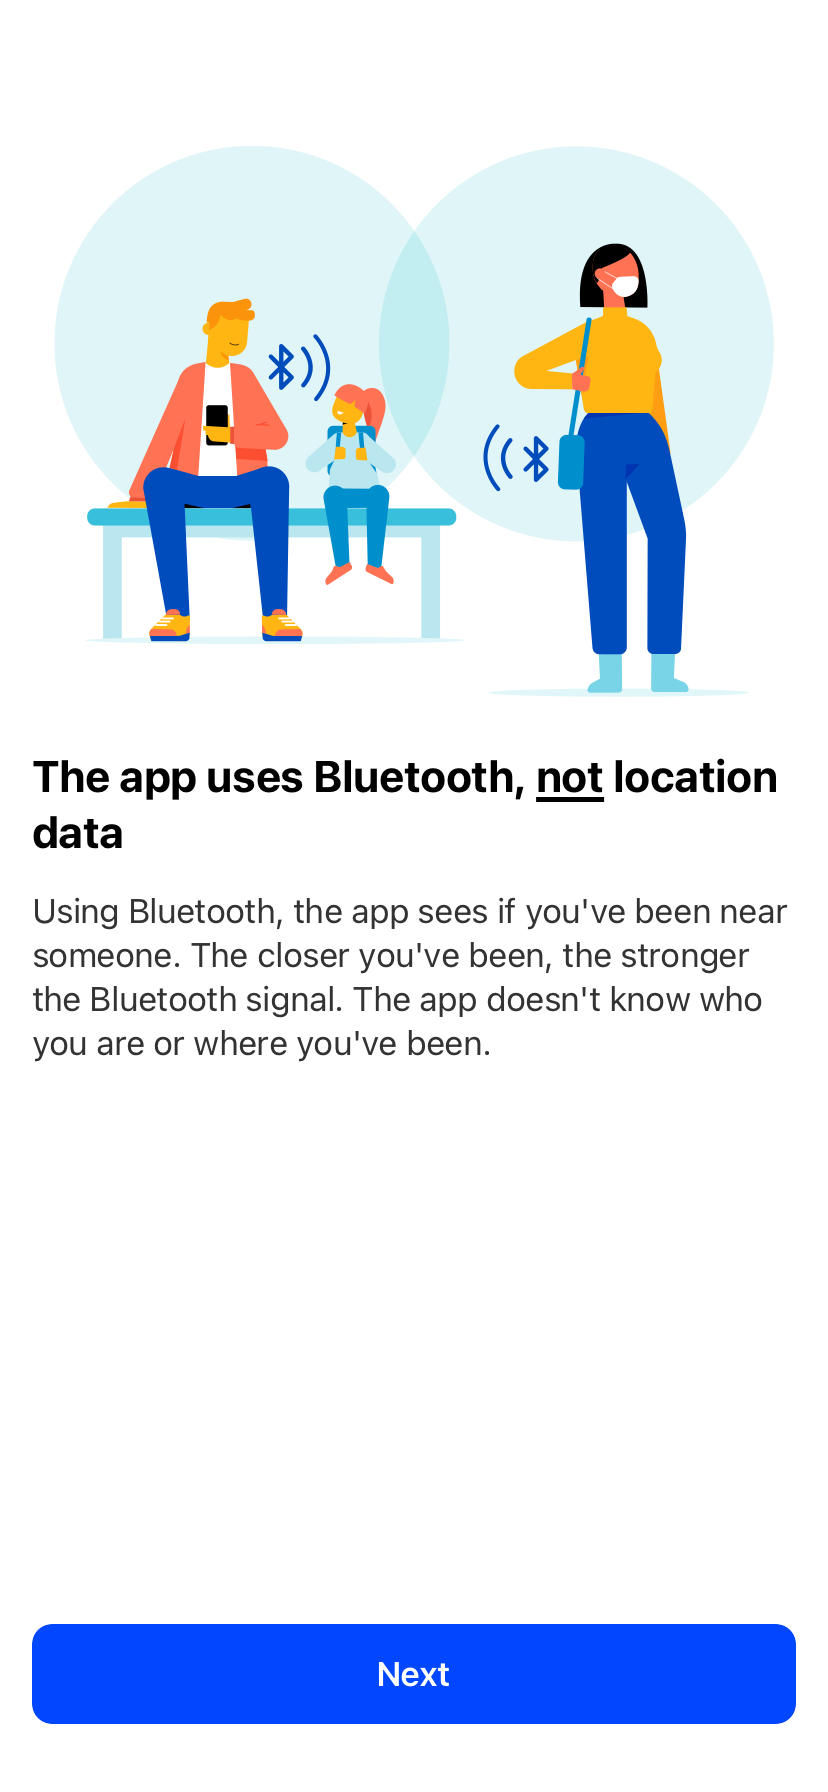 The app uses Bluetooth, not location
data
Using Bluetooth, the app sees if you've been near
someone. The closer you've been, the stronger
the Bluetooth signal. The app doesn't know who
you are or where you've been.
Next